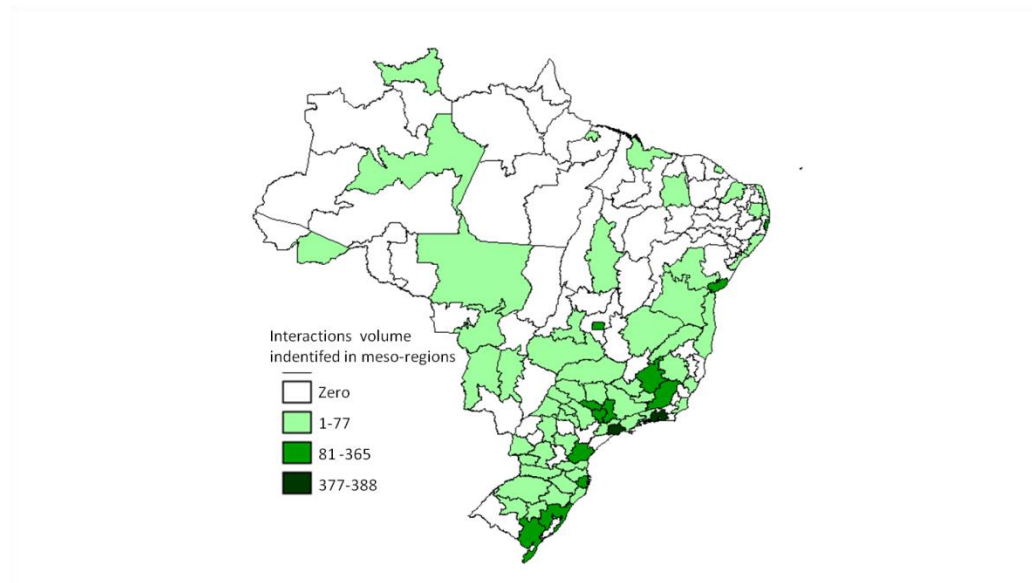 Interactions volume
indentifed in meso-regions
Zero
1-77
81-365
377-388